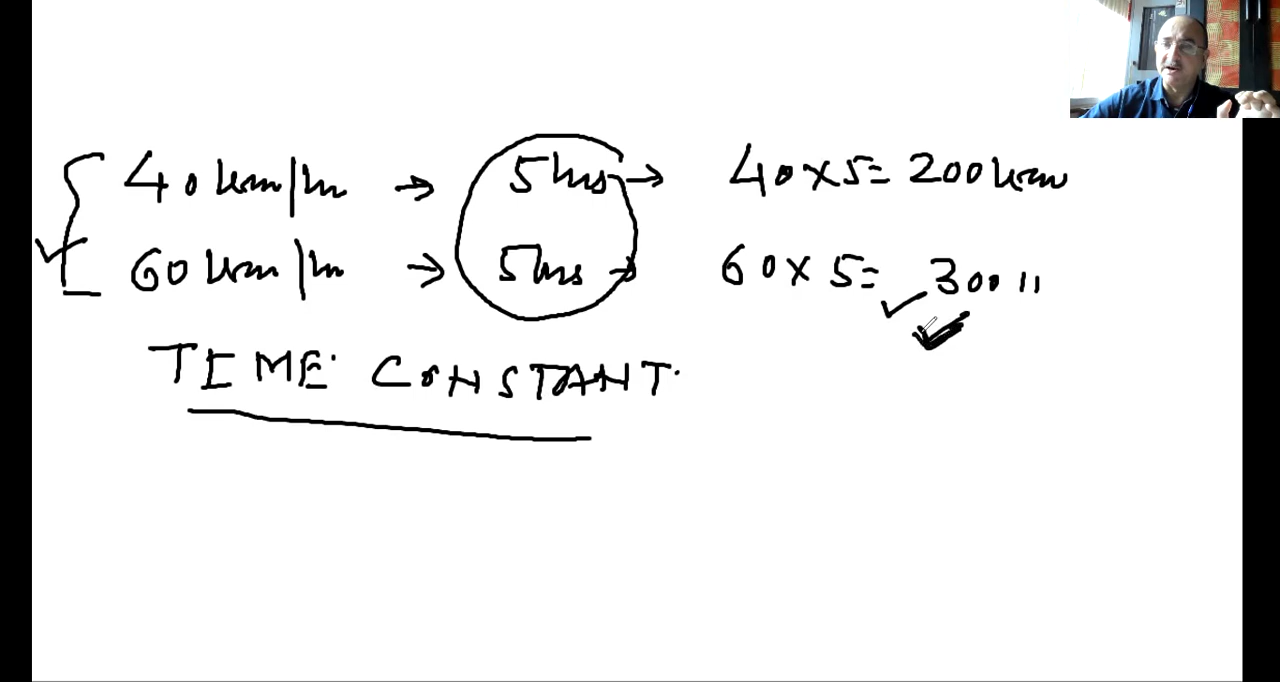 40 km/hr → 5 hrs → 40 × 5 = 200 km
60 km/hr → 5 hrs → 60 × 5 = 300 "
TIME CONSTANT.